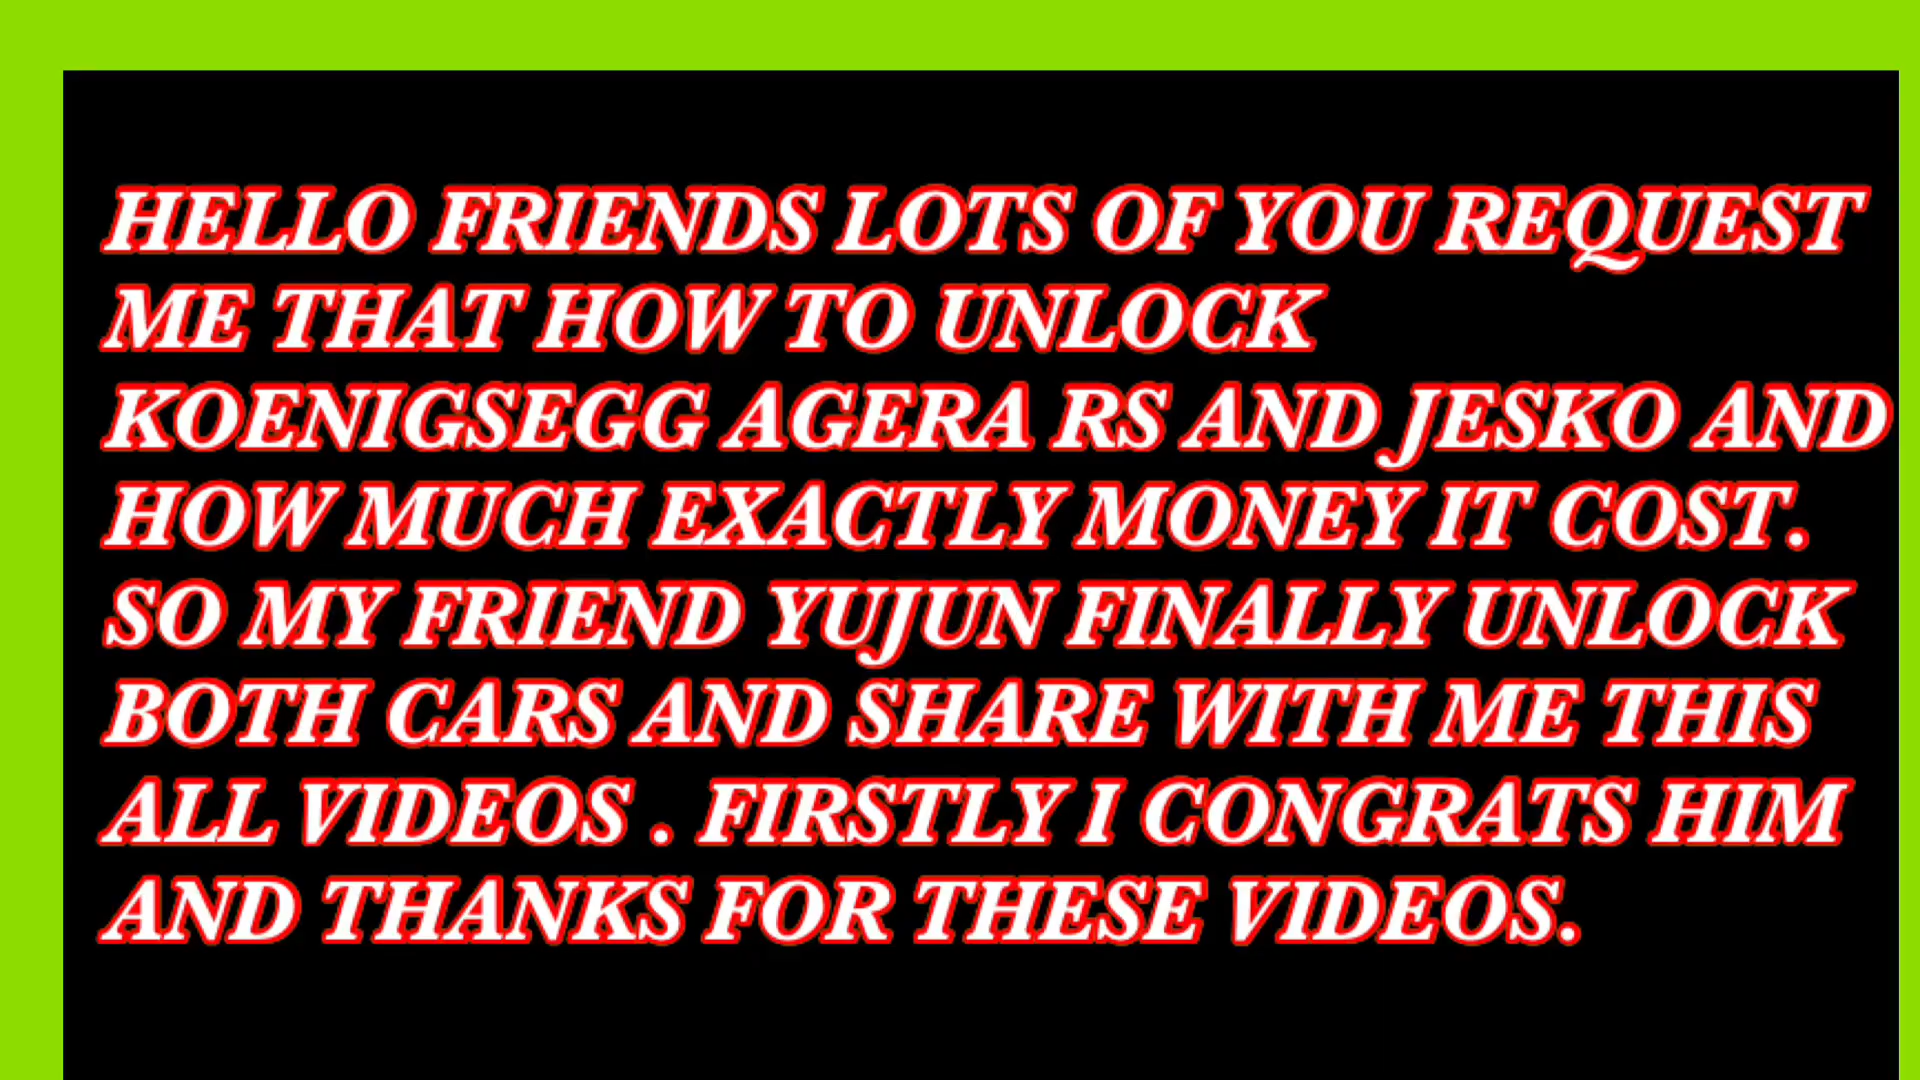 HELLO FRIENDS LOTS OF YOU REQUEST
ME THAT HOW TO UNLOCK
KOENIGSEGG AGERA RS AND JESKO AND
HOW MUCH EXACTLY MONEY IT COST.
SO MY FRIEND YUJUN FINALLY UNLOCK
BOTH CARS AND SHARE WITH ME THIS
ALL VIDEOS . FIRSTLY I CONGRATS HIM
AND THANKS FOR THESE VIDEOS.